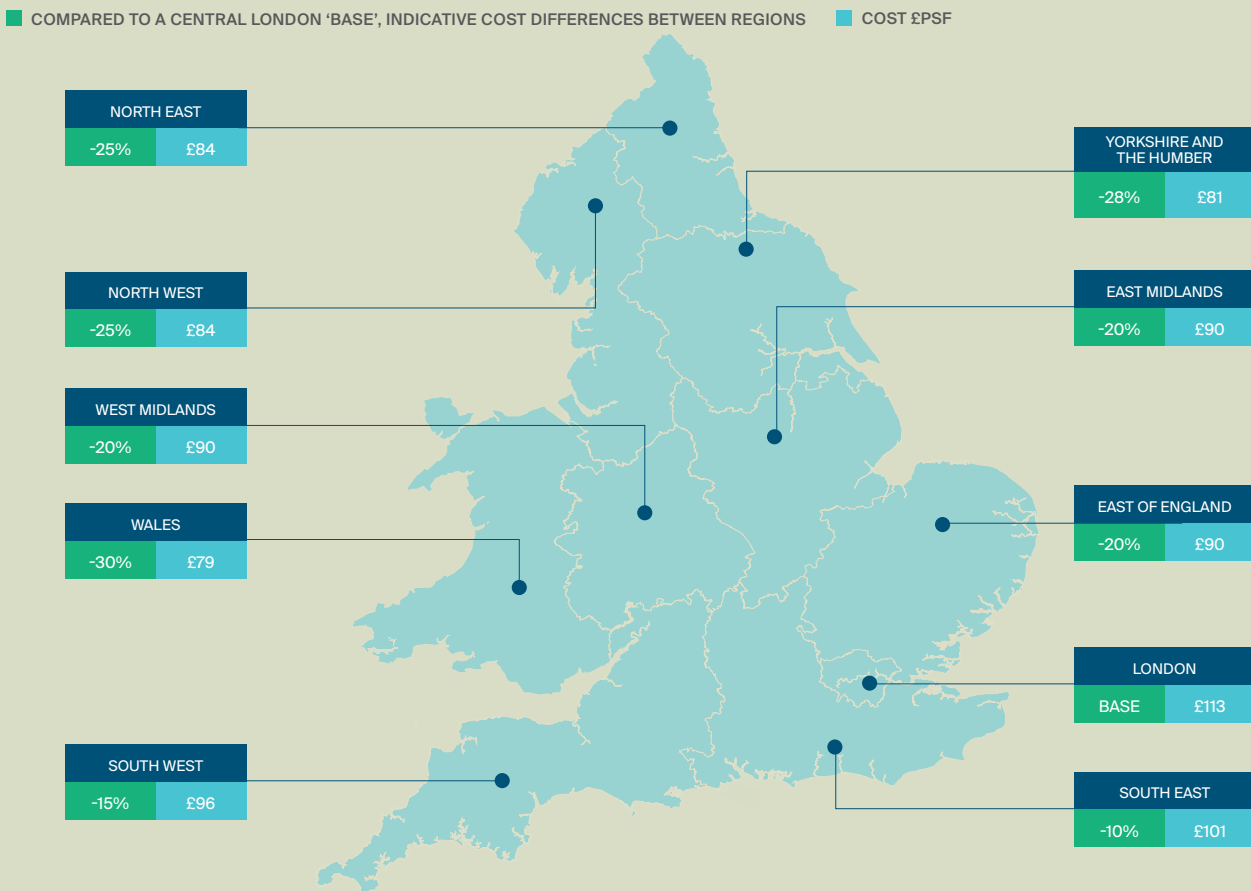 COMPARED TO A CENTRAL LONDON ‘BASE’, INDICATIVE COST DIFFERENCES BETWEEN REGIONS
COST £PSF
NORTH EAST
-25% £84
NORTH WEST
-25% £84
WEST MIDLANDS
-20% £90
WALES
-30% £79
SOUTH WEST
-15% £96
YORKSHIRE AND
THE HUMBER
-28% £81
EAST MIDLANDS
-20% £90
EAST OF ENGLAND
-20% £90
LONDON
BASE £113
SOUTH EAST
-10% £101